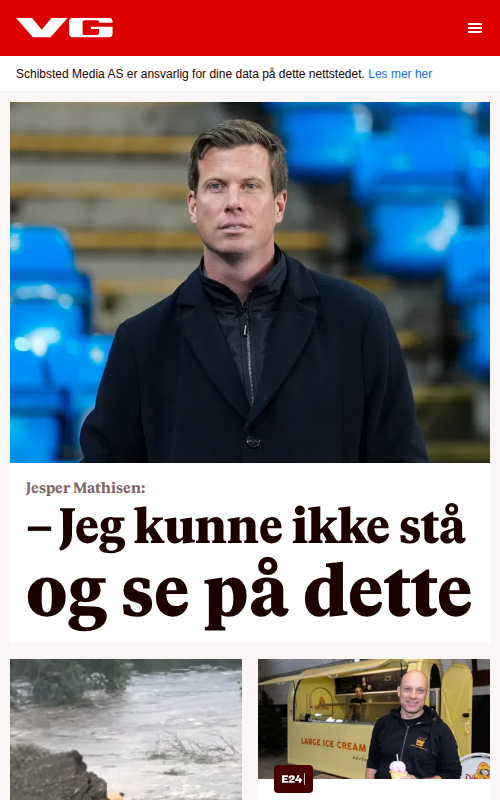 VG
Schibsted Media AS er ansvarlig for dine data på dette nettstedet. Les mer her
Jesper Mathisen:
– Jeg kunne ikke stå
og se på dette
LARGE ICE CREAM
E24